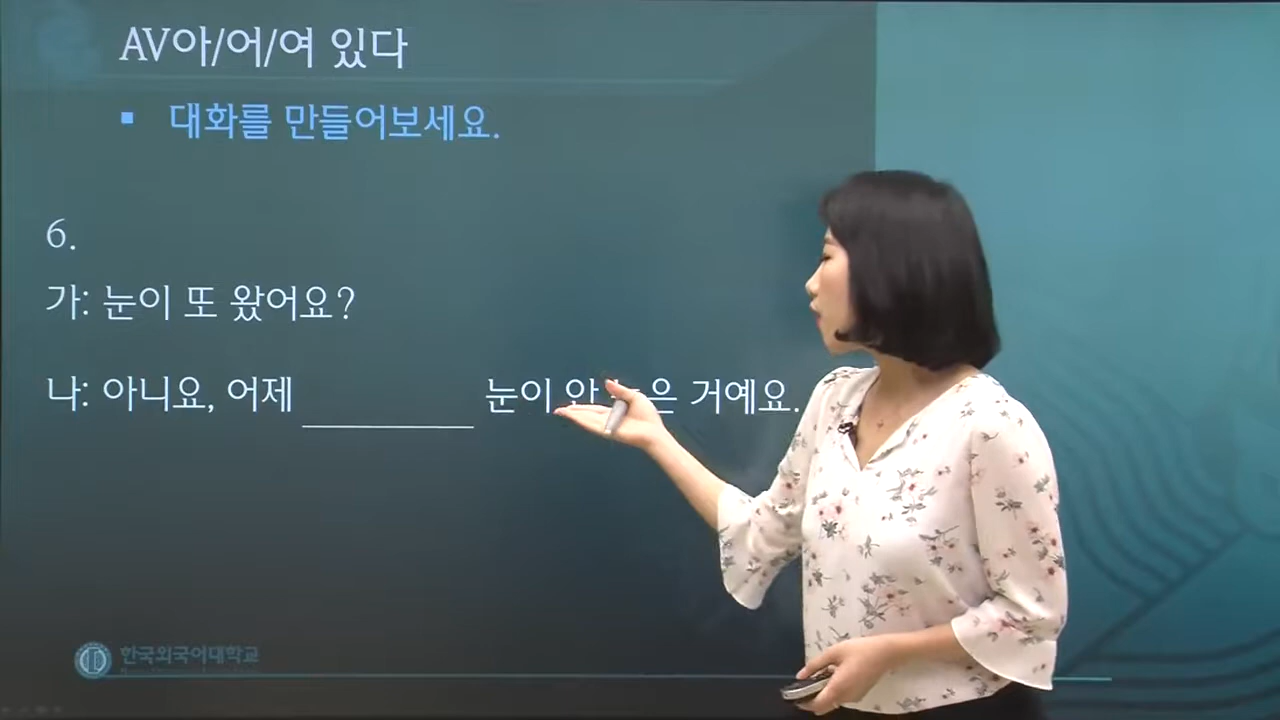 AV아/어/여 있다
▪ 대화를 만들어보세요.
6.
가: 눈이 또 왔어요?
나: 아니요, 어제 ________ 눈이 안 은 거예요.
한국외국어대학교